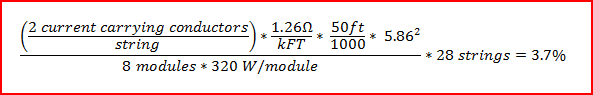 (2 current carrying conductors / string) * 1.26Ω / kFT * 50ft / 1000 * 5.86²
8 modules * 320 W/module
* 28 strings = 3.7%